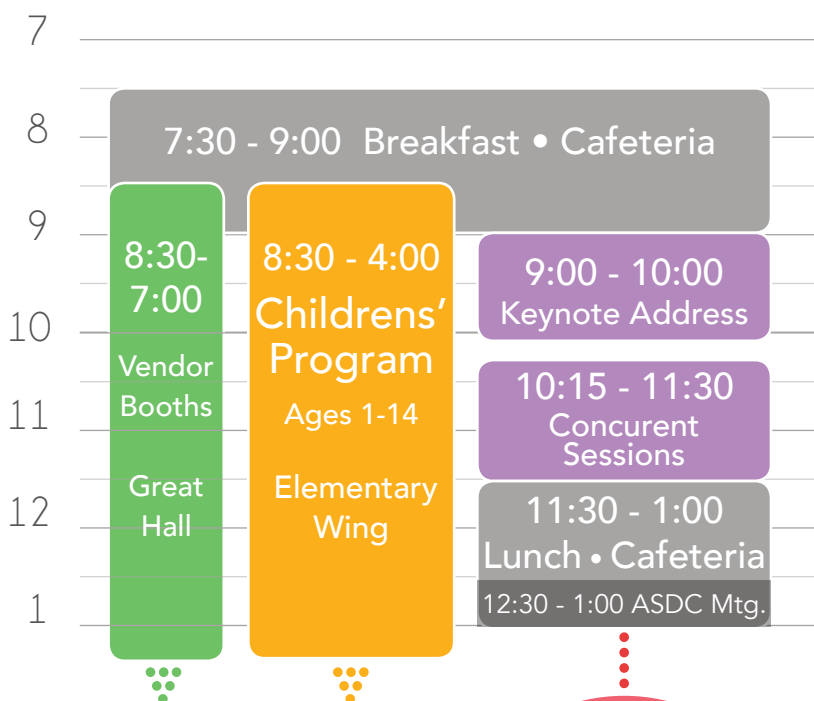 7
8
9
10
11
12
1
7:30 - 9:00 Breakfast • Cafeteria
8:30-
7:00
Vendor
Booths
Great
Hall
8:30 - 4:00
Childrens’
Program
Ages 1-14
Elementary
Wing
9:00 - 10:00
Keynote Address
10:15 - 11:30
Concurent
Sessions
11:30 - 1:00
Lunch • Cafeteria
12:30 - 1:00 ASDC Mtg.